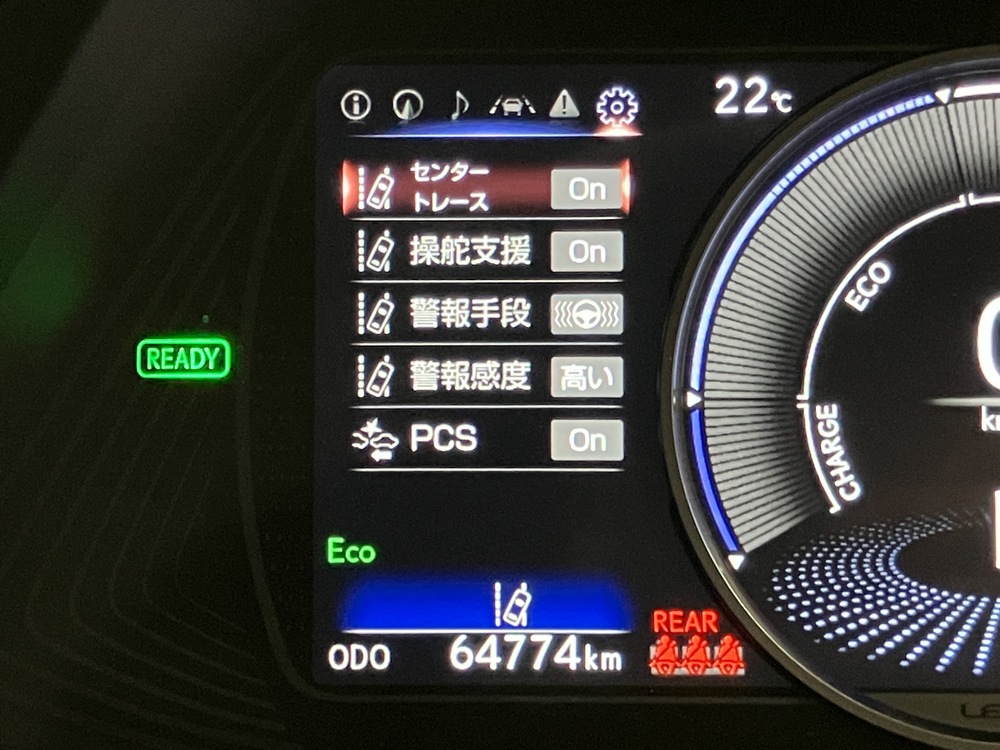 22℃
センター
トレース
On
操舵支援
On
警報手段
警報感度
高い
PCS
On
READY
ECO
CHARGE
Eco
ODO 64774km
REAR